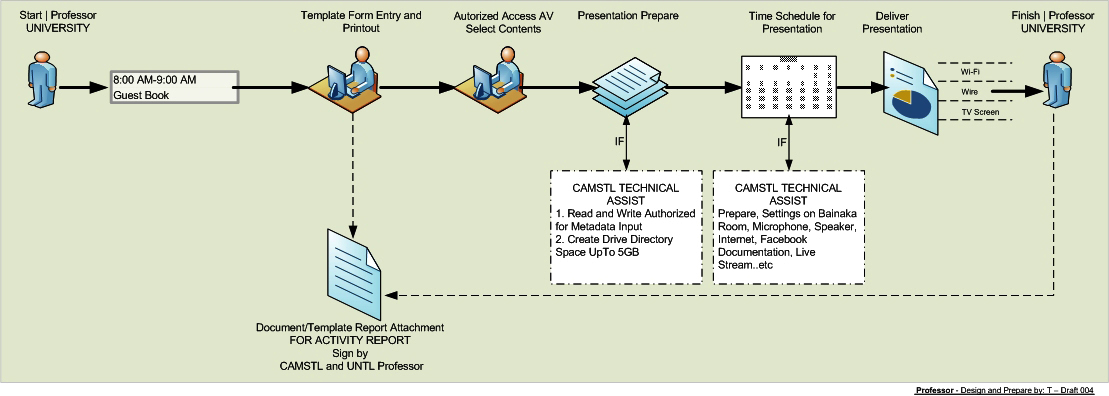 Start | Professor
UNIVERSITY
Template Form Entry and
Printout
Autorized Access AV
Select Contents
Presentation Prepare
Time Schedule for
Presentation
Deliver
Presentation
Finish | Professor
UNIVERSITY
8:00 AM-9:00 AM
Guest Book
Wi-Fi
Wire
TV Screen
IF
IF
CAMSTL TECHNICAL
ASSIST
1. Read and Write Authorized
for Metadata Input
2. Create Drive Directory
Space UpTo 5GB
CAMSTL TECHNICAL
ASSIST
Prepare, Settings on Bainaka
Room, Microphone, Speaker,
Internet, Facebook
Documentation, Live
Stream..etc
Document/Template Report Attachment
FOR ACTIVITY REPORT
Sign by
CAMSTL and UNTL Professor
Professor - Design and Prepare by: T – Draft 004